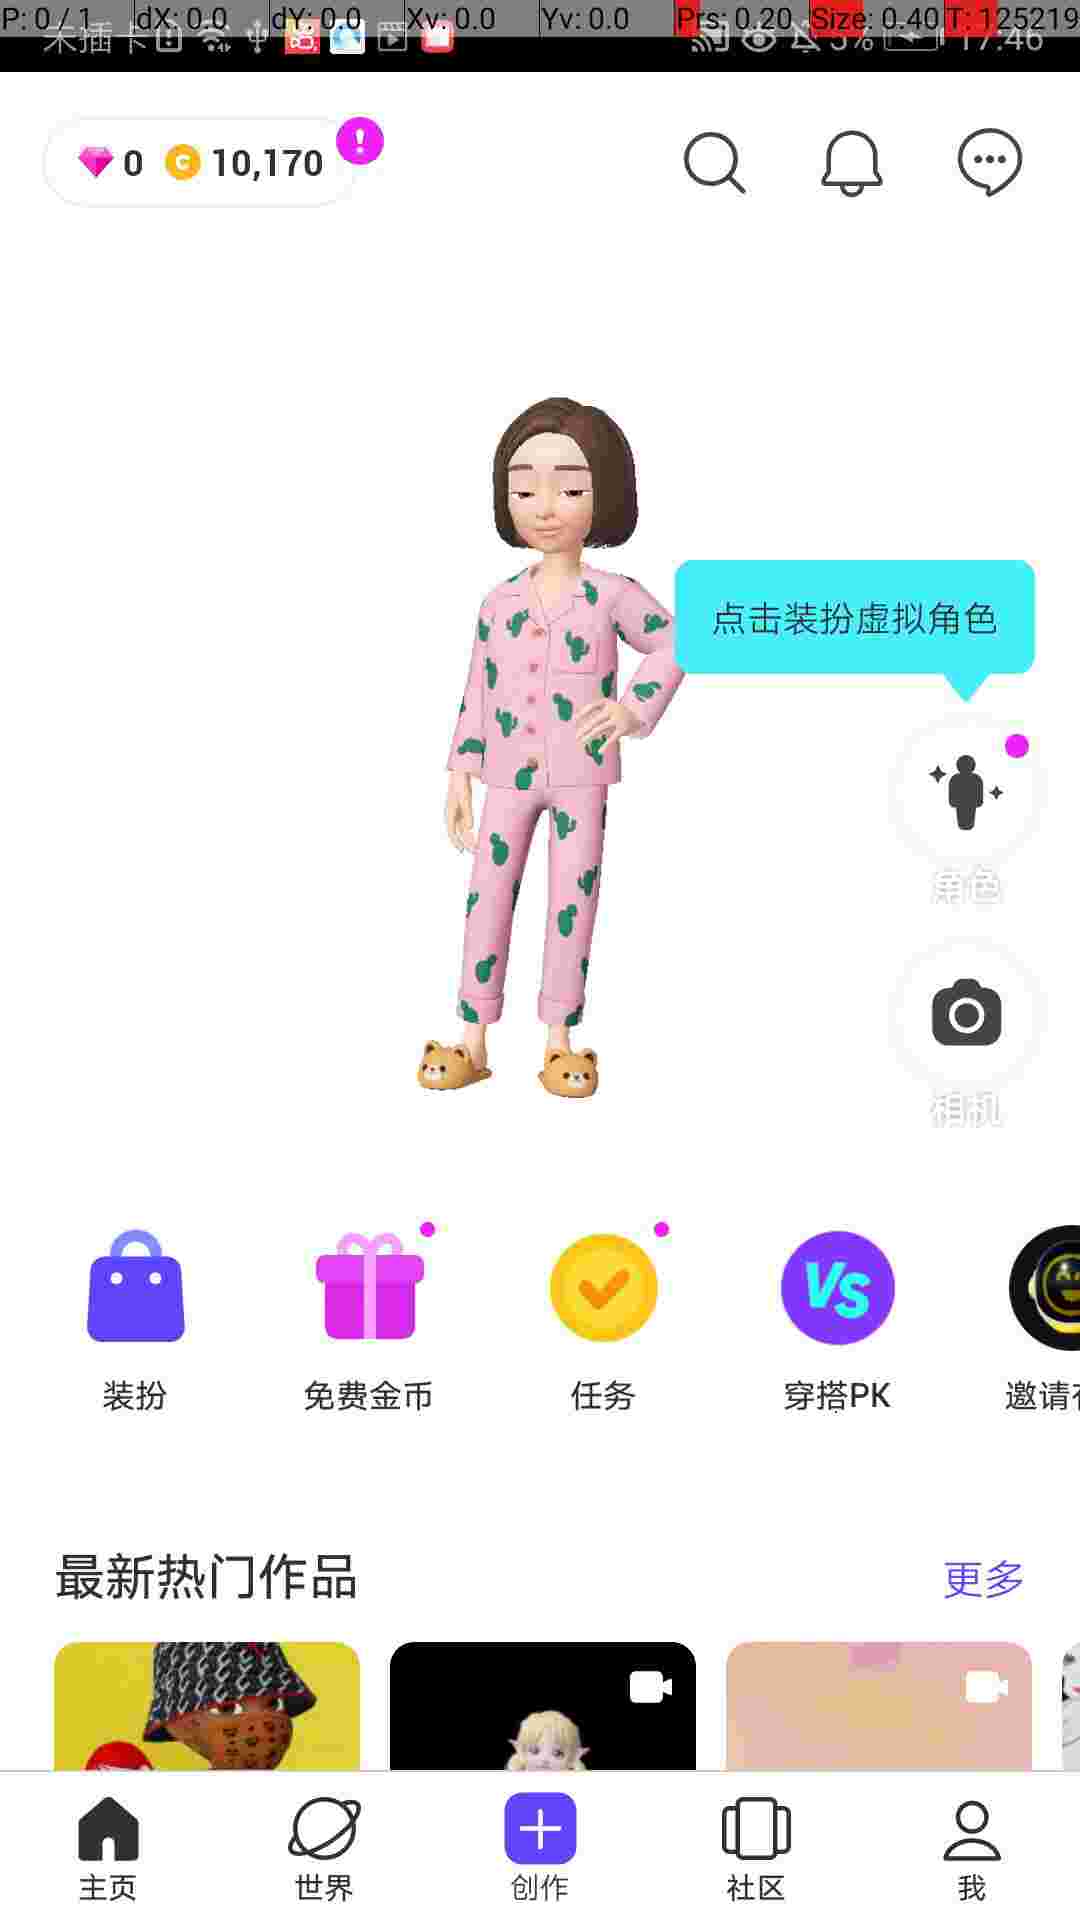 P: 0 / 1 dX: 0.0 dY: 0.0 Xv: 0.0 Yv: 0.0 Prs: 0.20 Size: 0.40 T: 125219
未插卡 5% 17:46
0 C 10,170 !
点击装扮虚拟角色
角色
相机
VS
装扮 免费金币 任务 穿搭PK 邀请
最新热门作品 更多
主页 世界 创作 社区 我